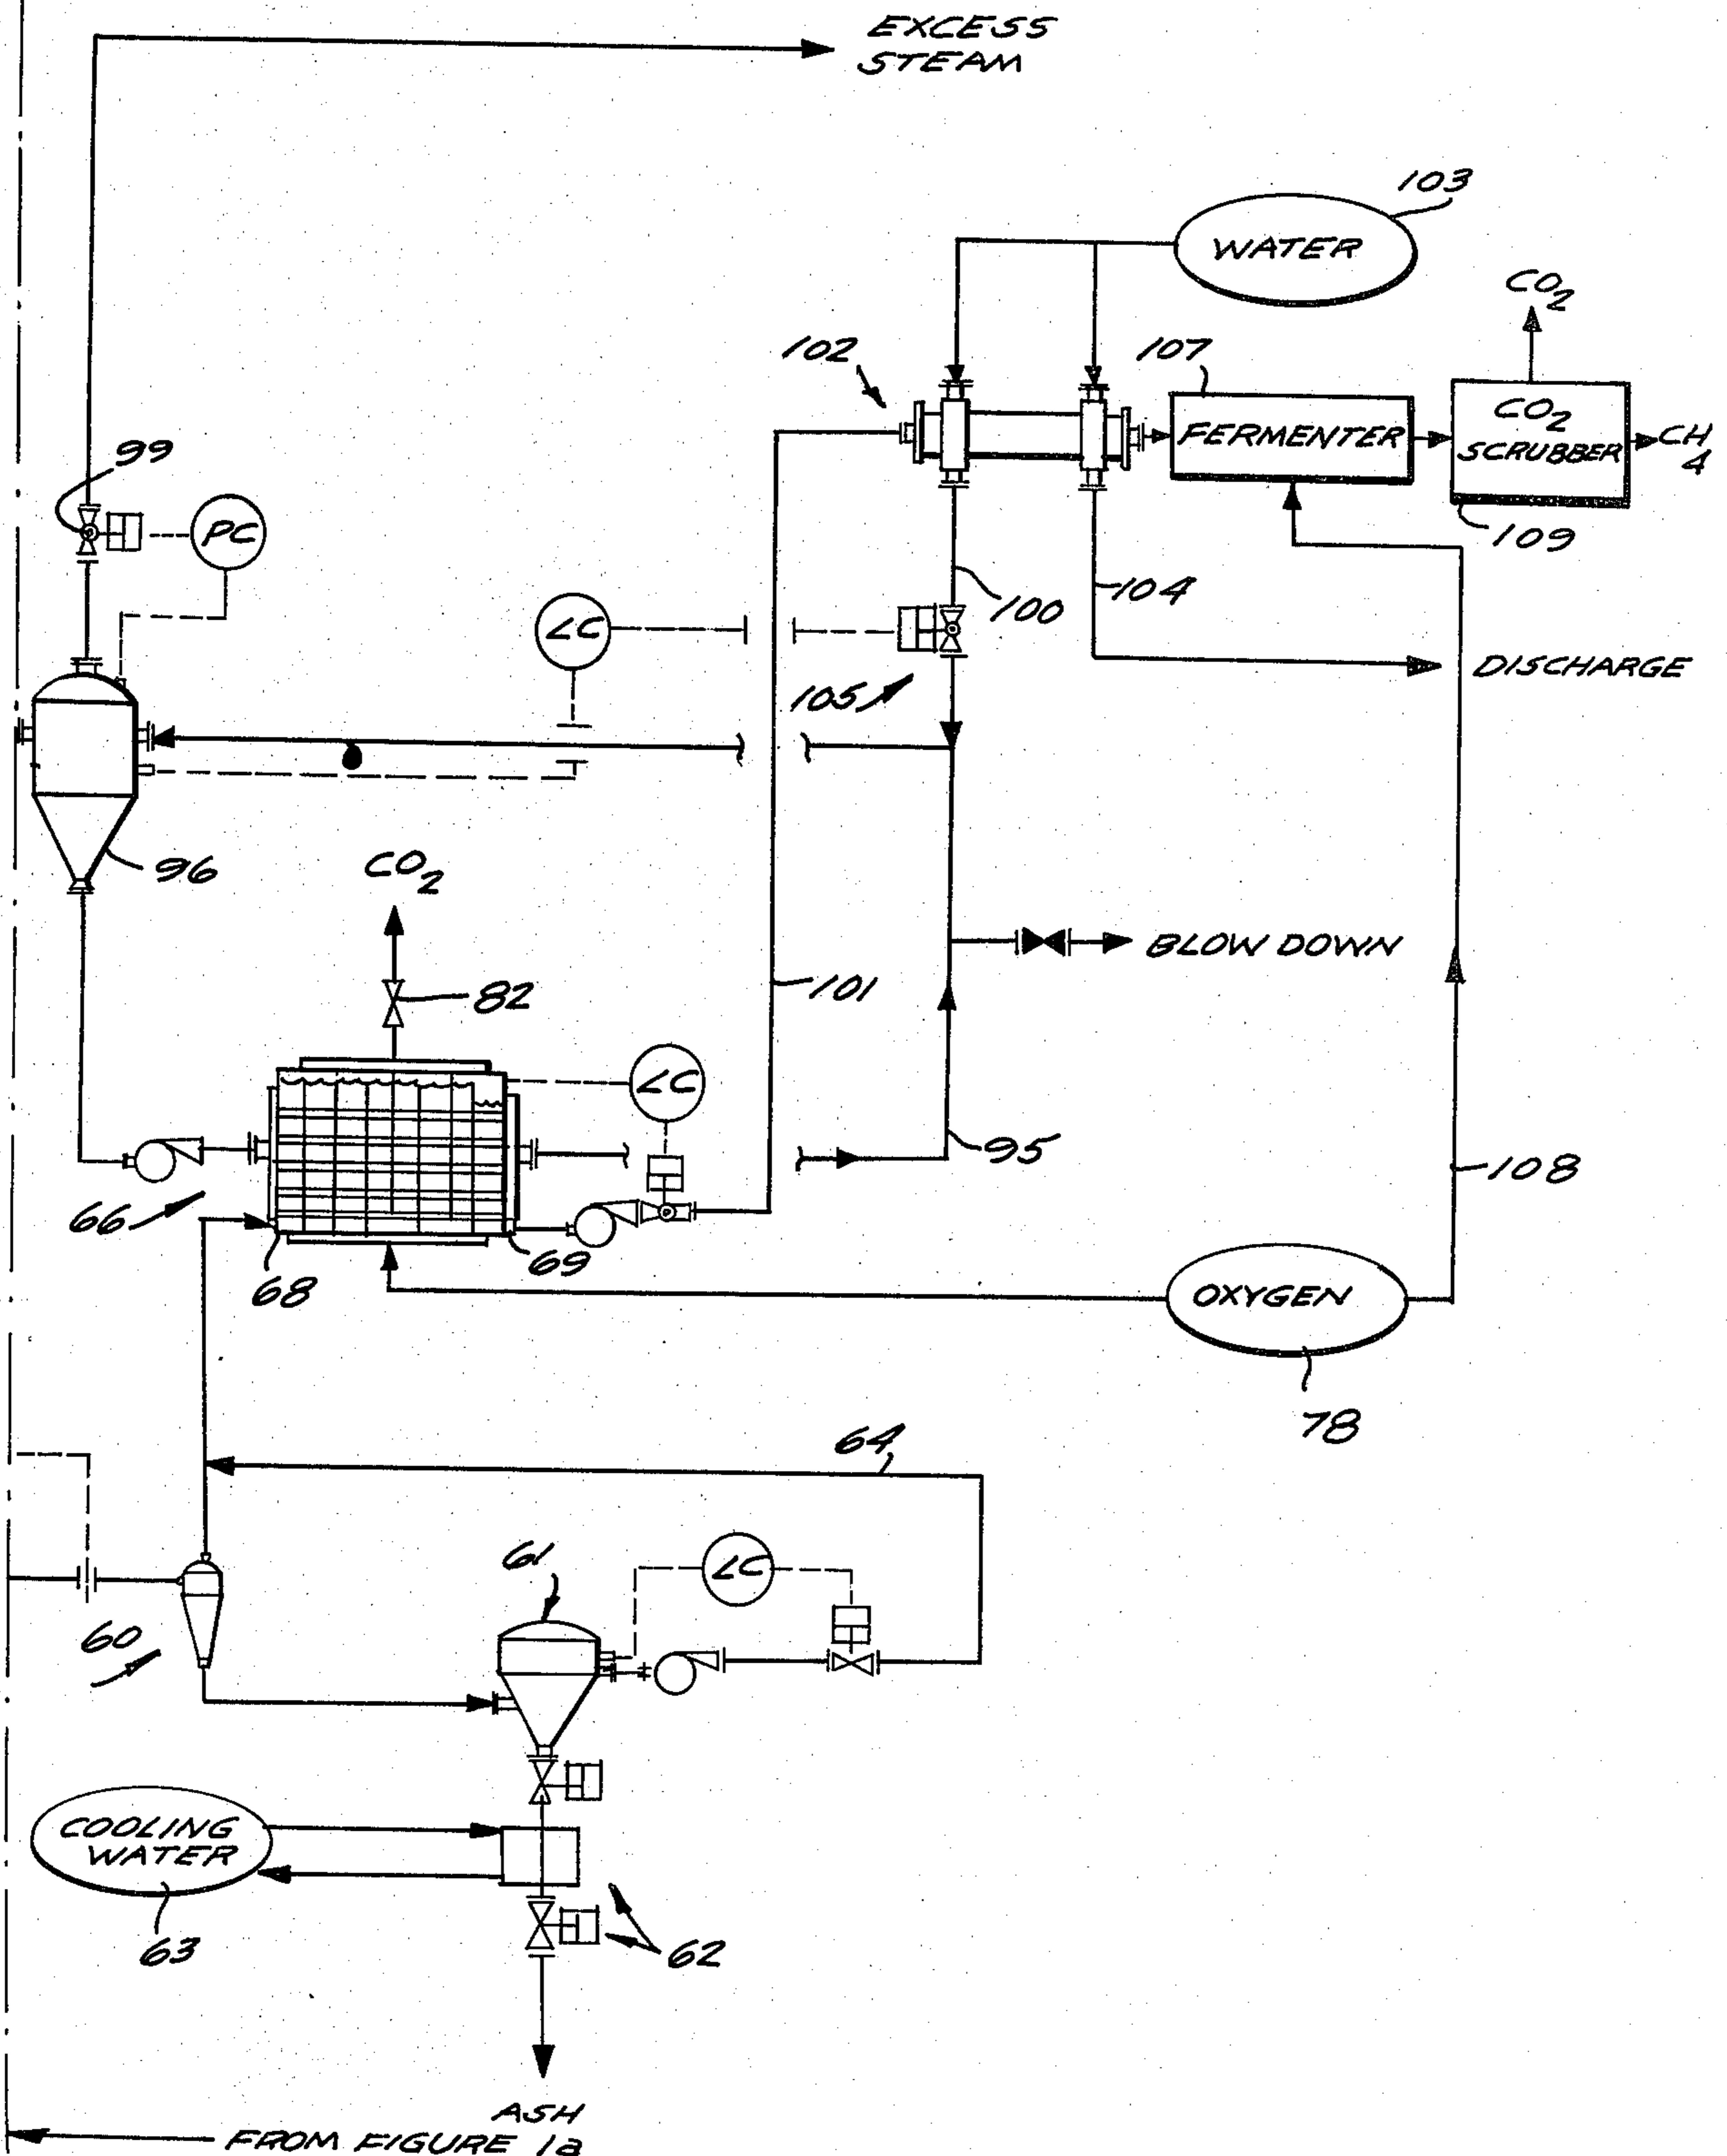 EXCESS
STEAM
103
WATER
CO2
102
107
CO2
SCRUBBER
FERMENTER
CH4
99
PC
109
100
104
LC
DISCHARGE
105
96
CO2
BLOW DOWN
82
101
LC
95
108
66
68
69
OXYGEN
78
64
61
LC
60
COOLING
WATER
63
62
ASH
FROM FIGURE 1a